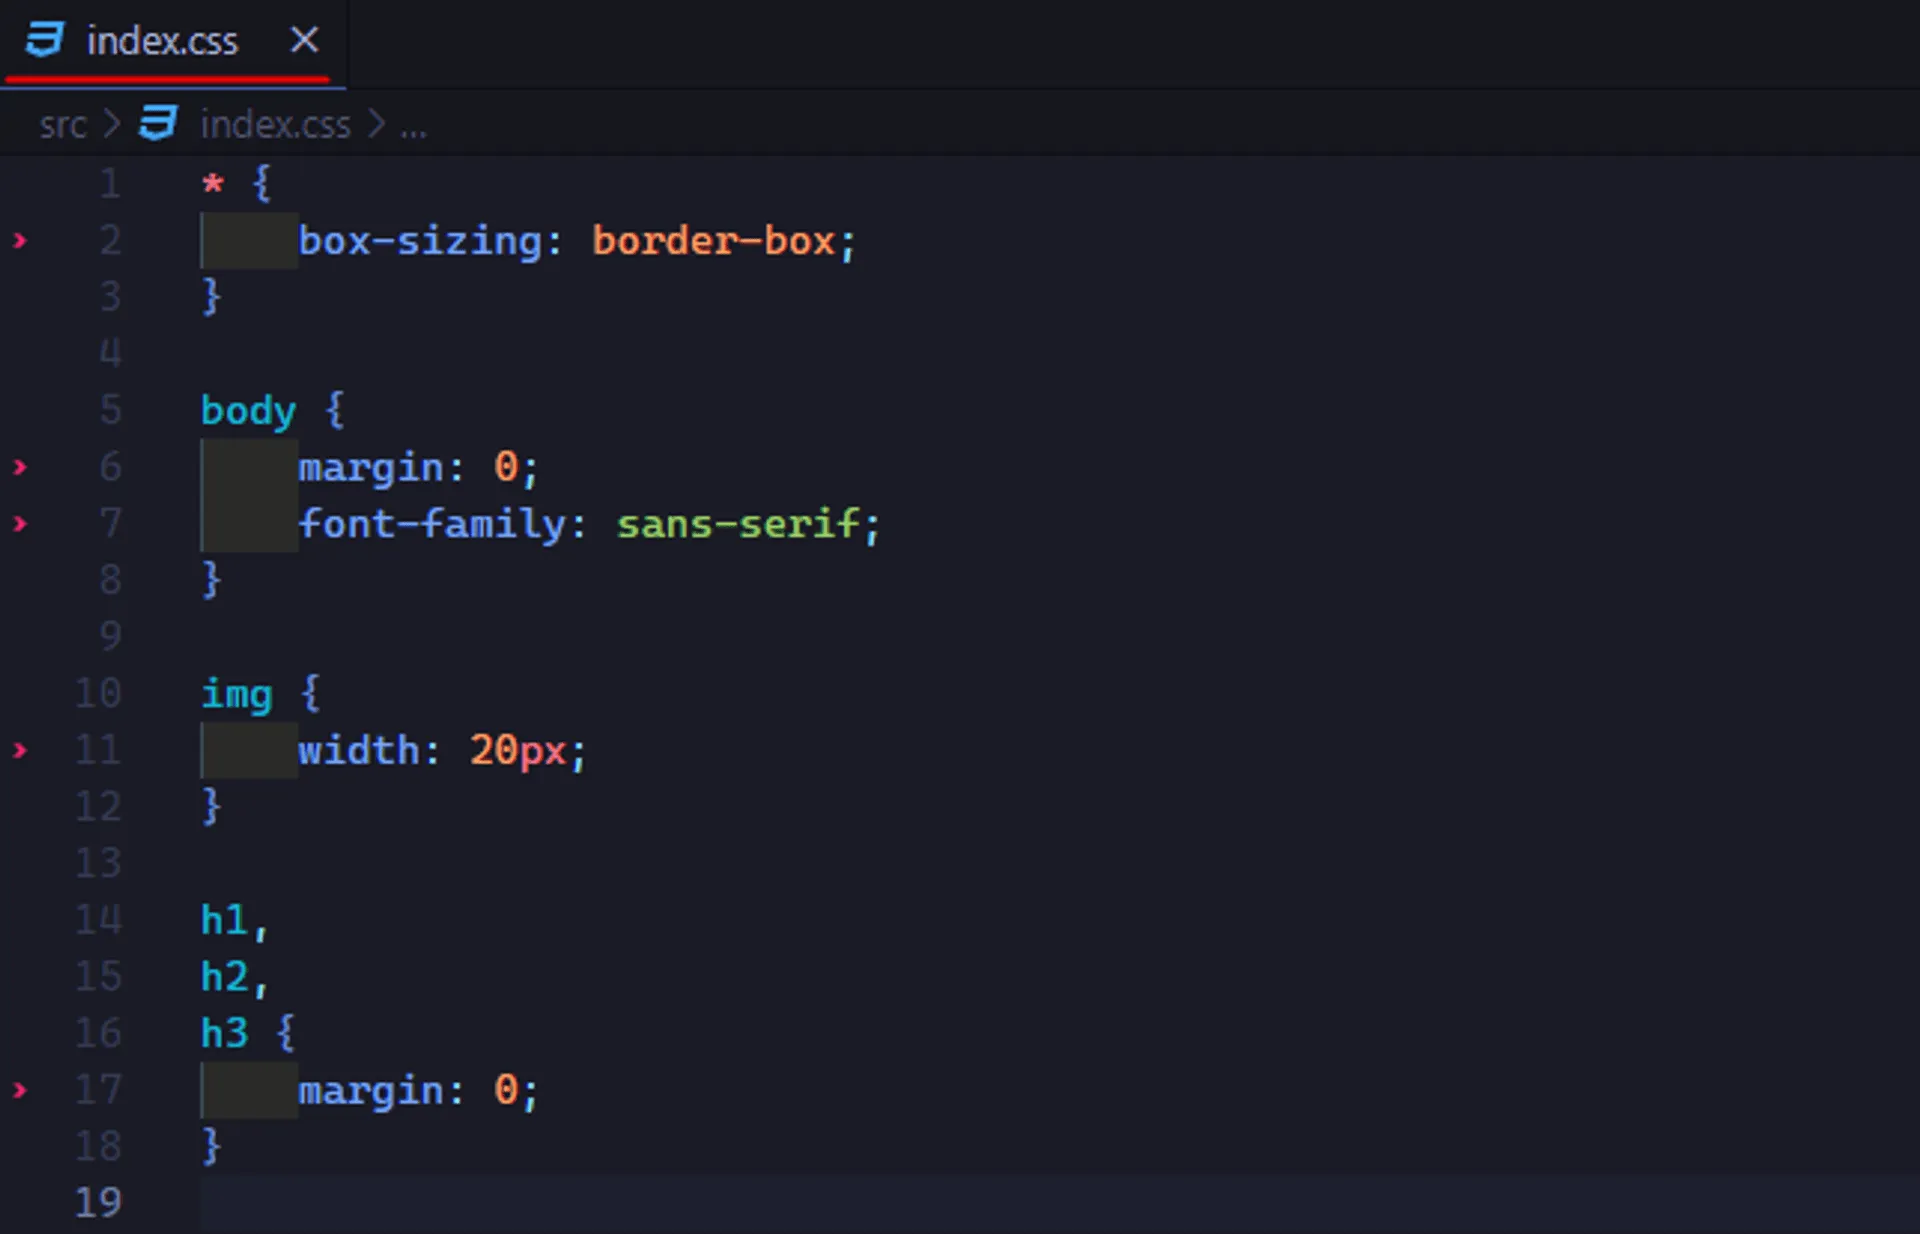 index.css ×
src > index.css > ...
1 * {
2     box-sizing: border-box;
3 }
4
5 body {
6     margin: 0;
7     font-family: sans-serif;
8 }
9
10 img {
11     width: 20px;
12 }
13
14 h1,
15 h2,
16 h3 {
17     margin: 0;
18 }
19